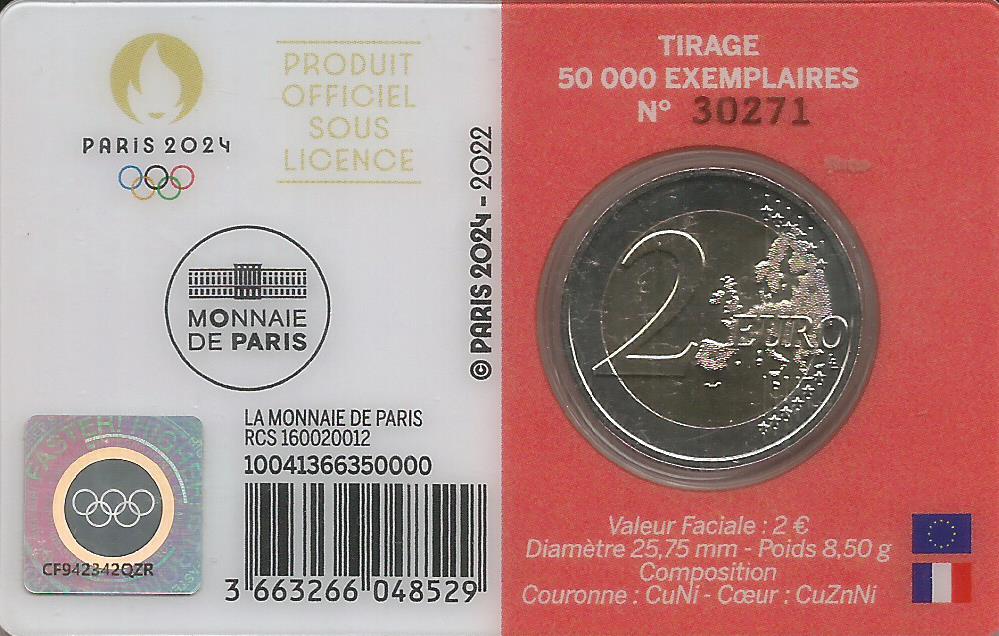 PARIS 2024
PRODUIT
OFFICIEL
SOUS
LICENCE
© PARIS 2024 - 2022
MONNAIE
DE PARIS
LA MONNAIE DE PARIS
RCS 160020012
10041366350000
3 663266 048529
CF942342QZR
TIRAGE
50 000 EXEMPLAIRES
N° 30271
2 EURO
Valeur Faciale : 2 €
Diamètre 25,75 mm - Poids 8,50 g
Composition
Couronne : CuNi - Cœur : CuZnNi